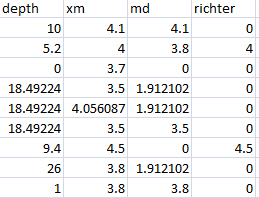 depth xm md richter
10 4.1 4.1 0
5.2 4 3.8 4
0 3.7 0 0
18.49224 3.5 1.912102 0
18.49224 4.056087 1.912102 0
18.49224 3.5 3.5 0
9.4 4.5 0 4.5
26 3.8 1.912102 0
1 3.8 3.8 0